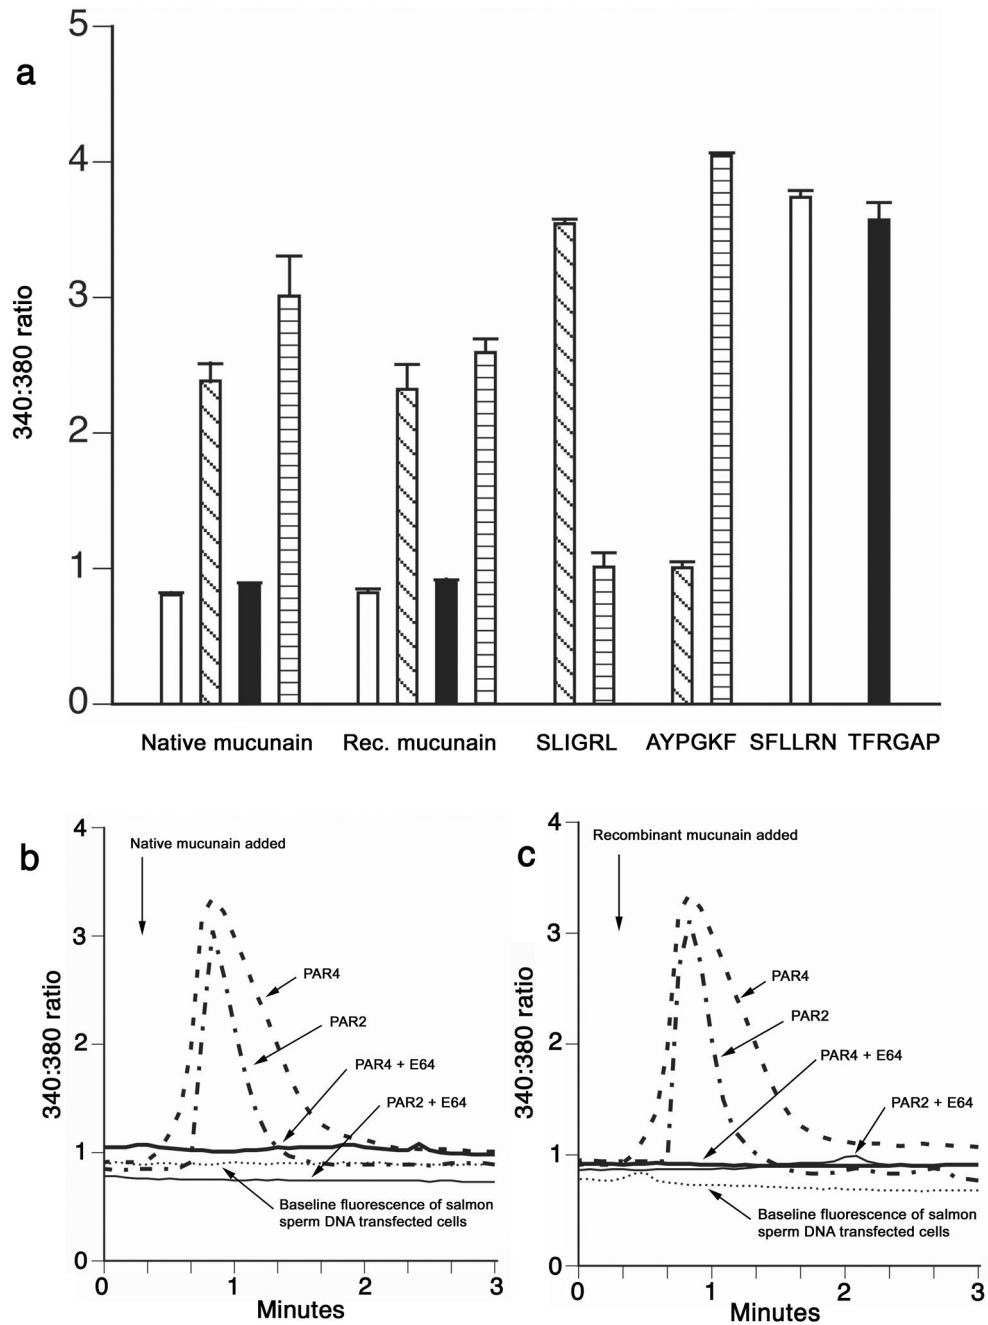 a
5
4
3
2
1
0
340:380 ratio
Native mucunain Rec. mucunain SLIGRL AYPGKF SFLLRN TFRGAP
b
4
3
2
1
0
340:380 ratio
Native mucunain added
PAR4
PAR2
PAR4 + E64
PAR2 + E64
Baseline fluorescence of salmon
sperm DNA transfected cells
0 1 2 3
Minutes
c
4
3
2
1
0
340:380 ratio
Recombinant mucunain added
PAR4
PAR2
PAR4 + E64
PAR2 + E64
Baseline fluorescence of salmon
sperm DNA transfected cells
0 1 2 3
Minutes